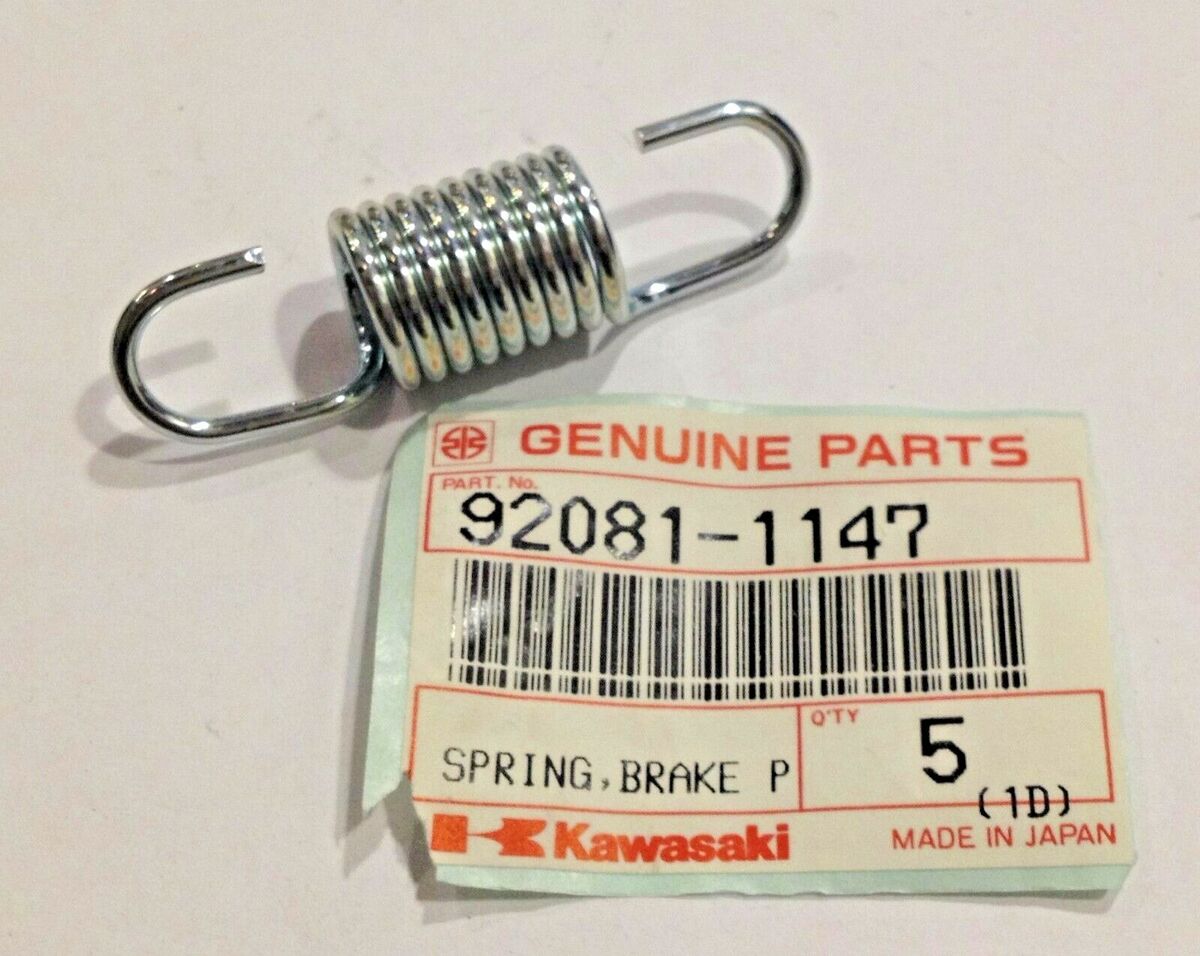 GENUINE PARTS
PART. No.
92081-1147
Q'TY
SPRING, BRAKE P
5
(1D)
Kawasaki
MADE IN JAPAN